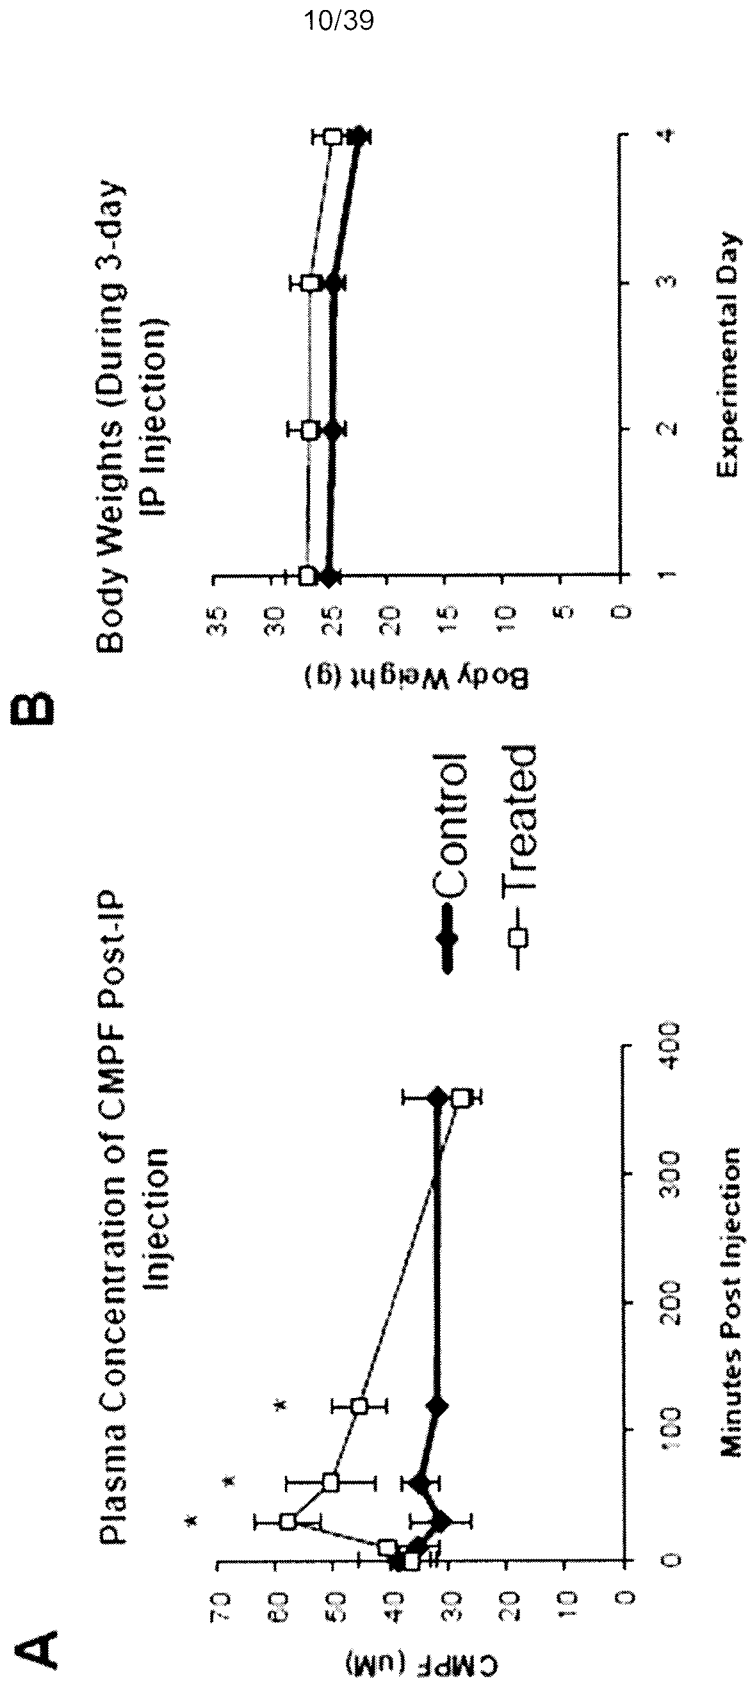 10/39
A
Plasma Concentration of CMPF Post-IP
Injection
CMPF (uM)
70
60
50
40
30
20
10
0
*
*
*
0
100
200
300
400
Minutes Post Injection
Control
Treated
B
Body Weights (During 3-day
IP Injection)
Body Weight (g)
35
30
25
20
15
10
5
0
1
2
3
4
Experimental Day